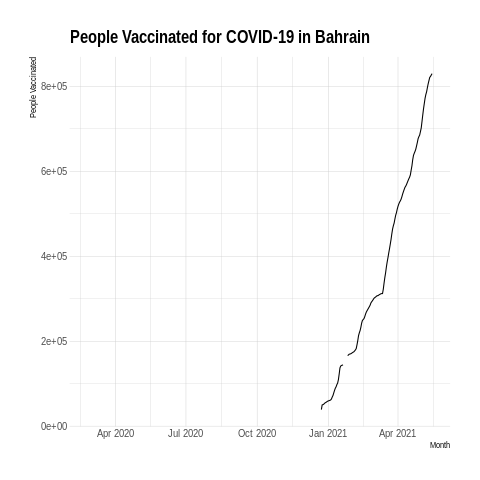 People Vaccinated for COVID-19 in Bahrain
People Vaccinated
8e+05
6e+05
4e+05
2e+05
0e+00
Apr 2020
Jul 2020
Oct 2020
Jan 2021
Apr 2021
Month